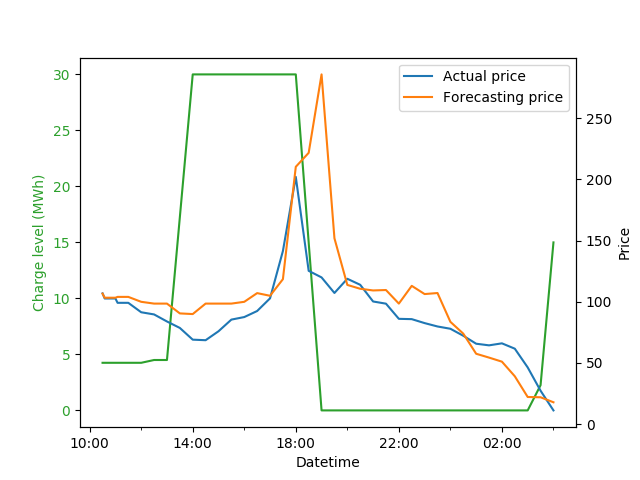 Actual price
Forecasting price
30
25
20
15
10
5
0
Charge level (MWh)
250
200
150
100
50
0
Price
10:00 14:00 18:00 22:00 02:00
Datetime